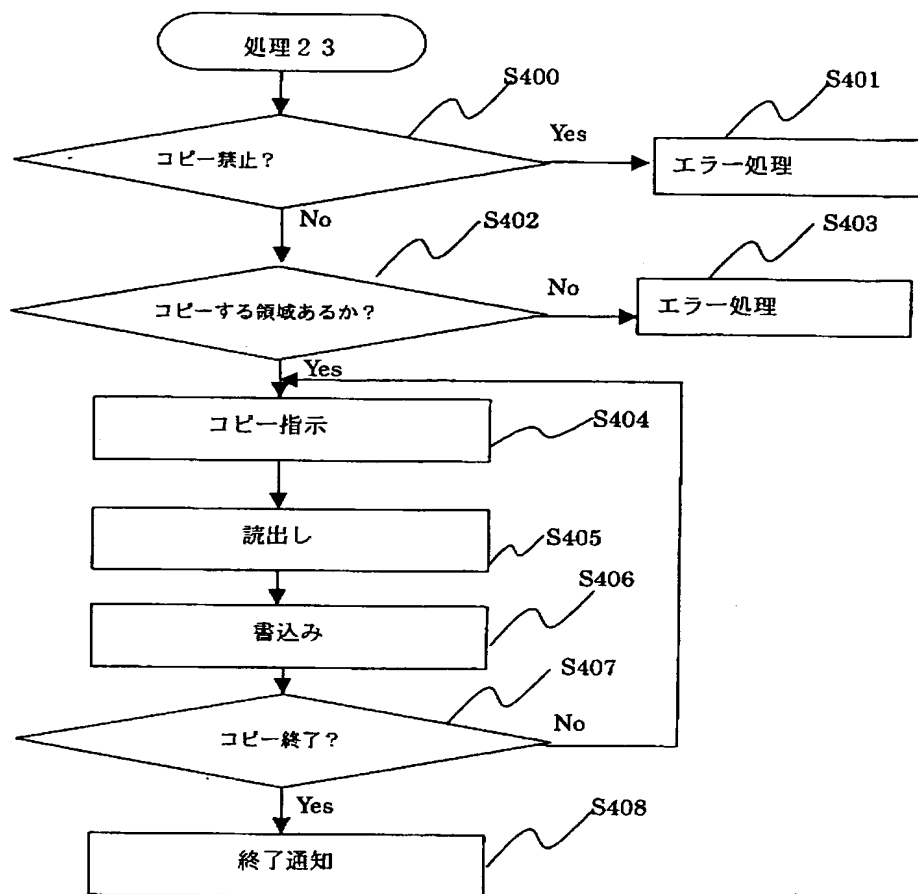 処理２３
S400
S401
コピー禁止？
Yes
エラー処理
No
S402
S403
コピーする領域あるか？
No
エラー処理
Yes
コピー指示
S404
読出し
S405
S406
書込み
S407
コピー終了？
No
Yes
S408
終了通知